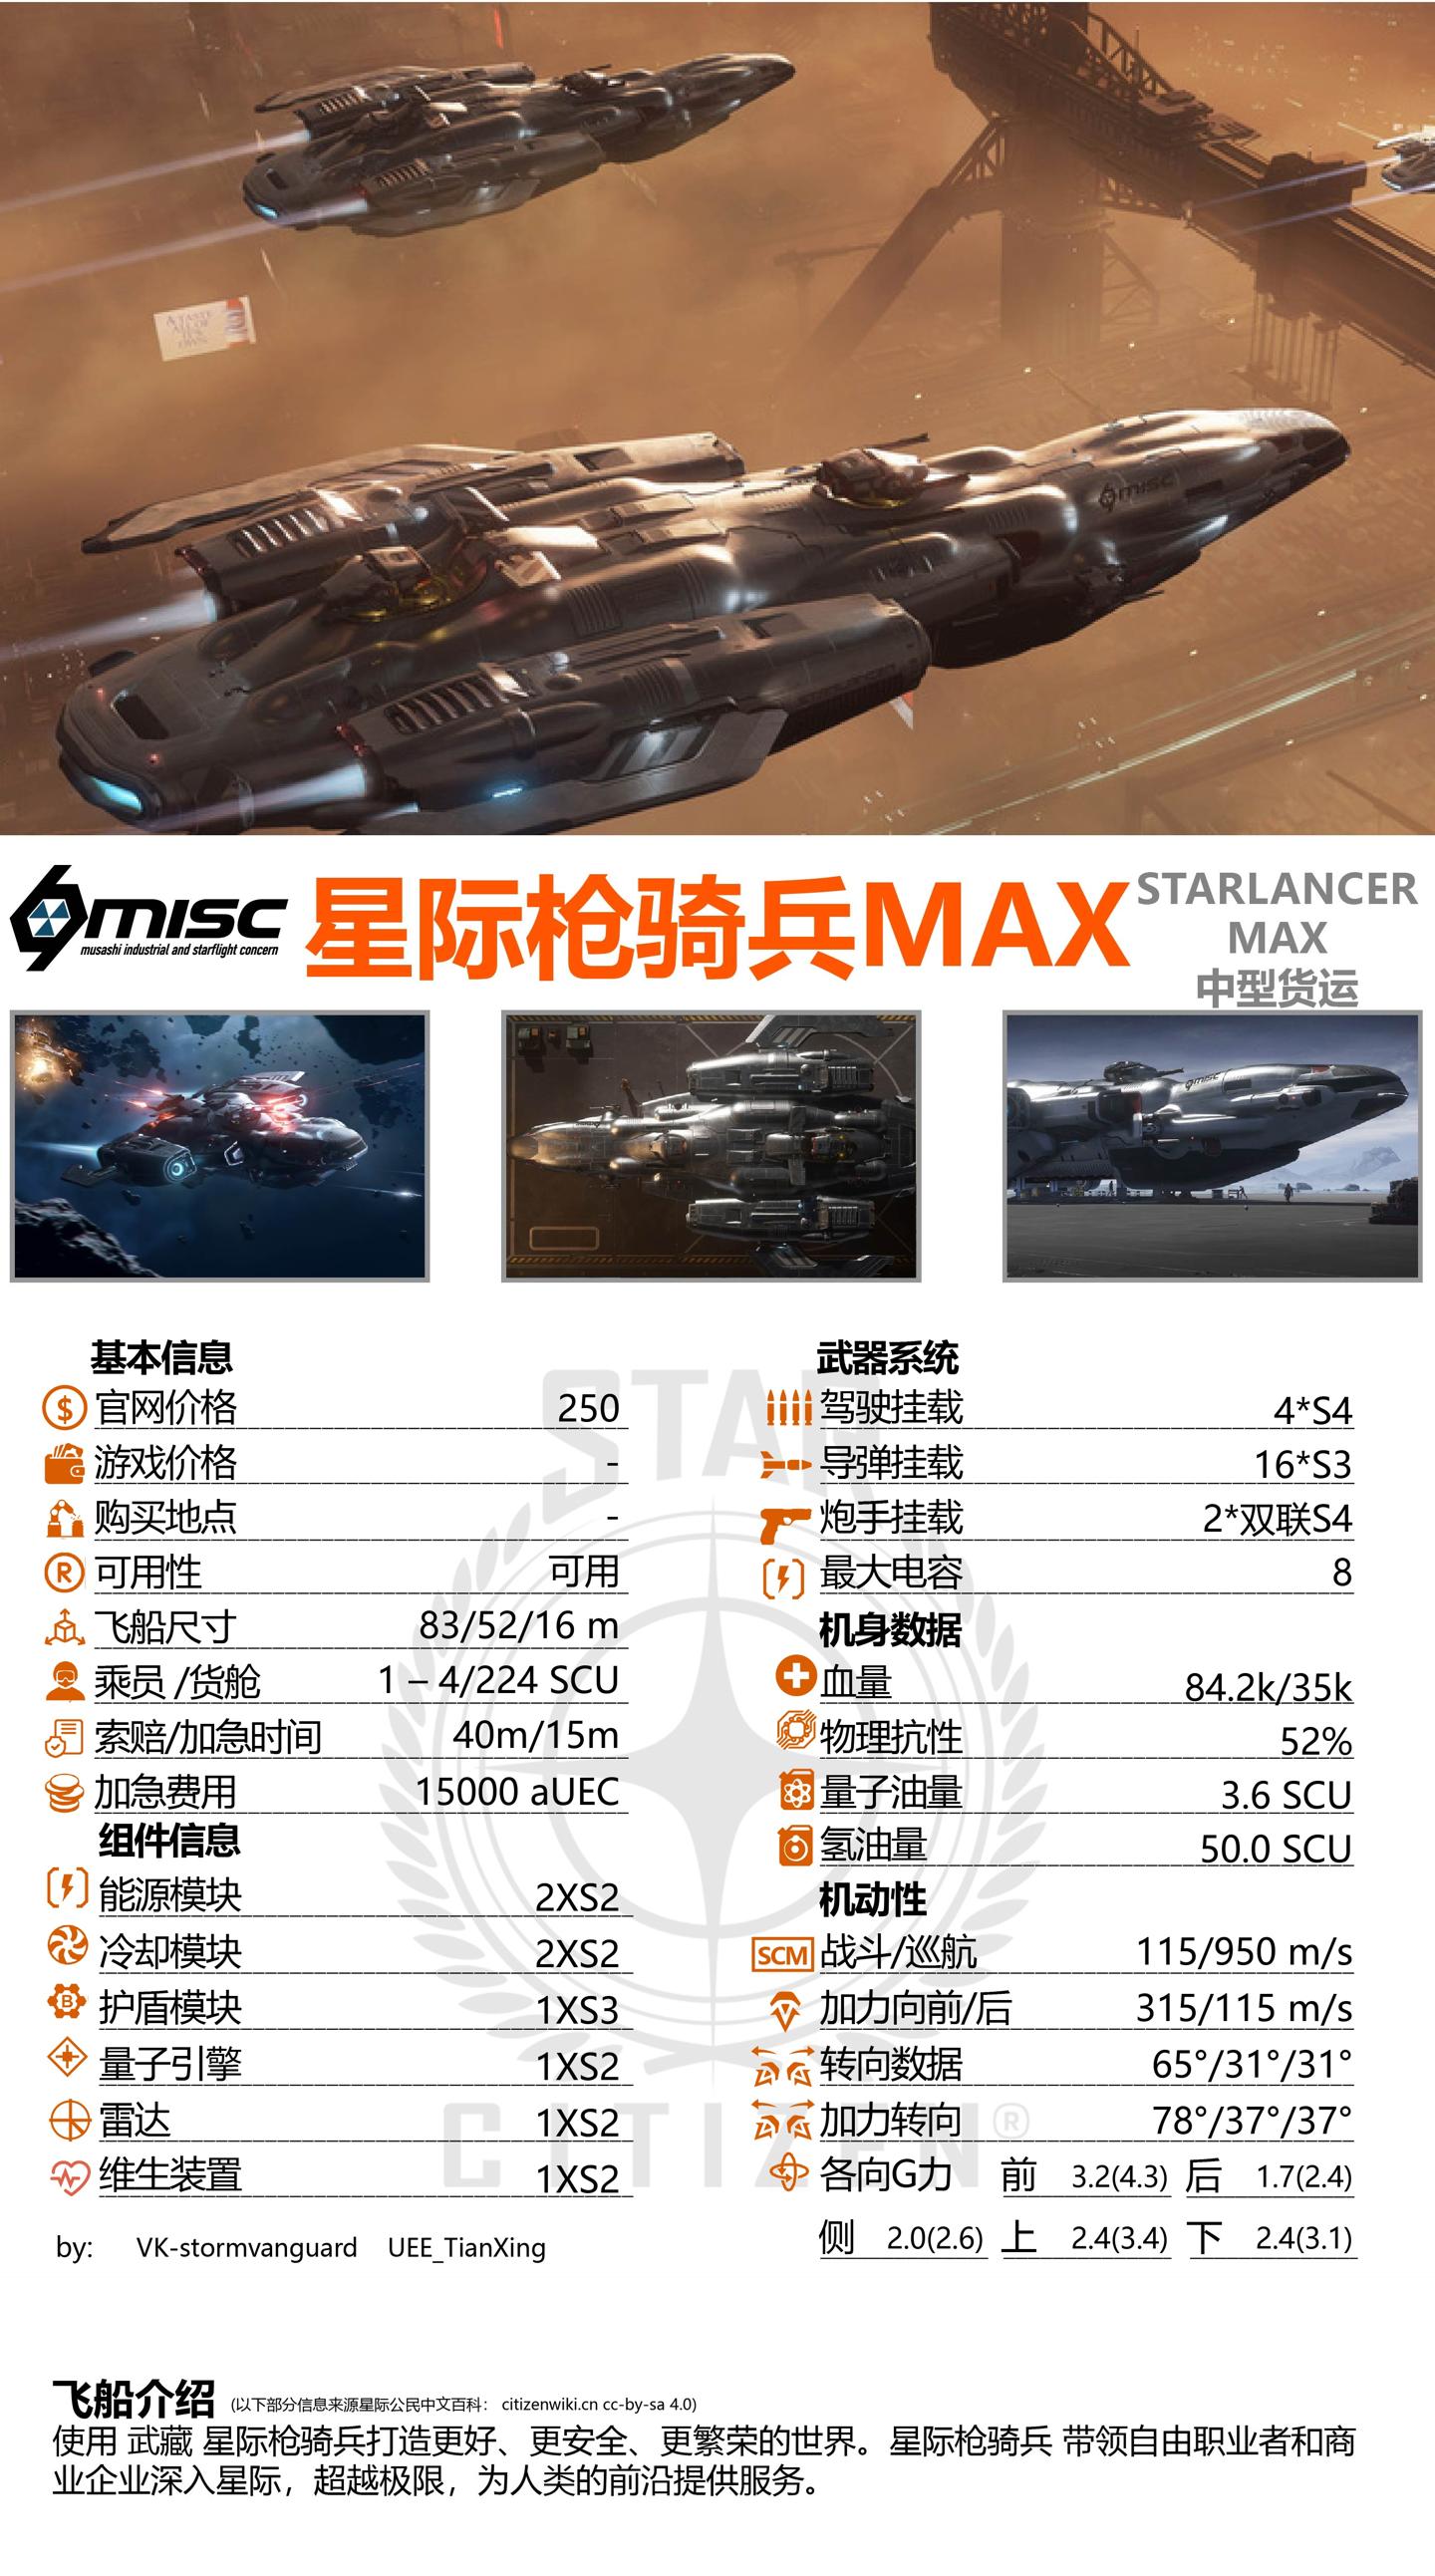 A TASTE
ALL OF
IT'S
OWN
misc
misc
musashi industrial and starflight concern
星际枪骑兵MAX
STARLANCER
MAX
中型货运
misc
基本信息
官网价格 250
游戏价格 -
购买地点 -
可用性 可用
飞船尺寸 83/52/16 m
乘员 /货舱 1 – 4/224 SCU
索赔/加急时间 40m/15m
加急费用 15000 aUEC
组件信息
能源模块 2XS2
冷却模块 2XS2
护盾模块 1XS3
量子引擎 1XS2
雷达 1XS2
维生装置 1XS2
by: VK-stormvanguard UEE_TianXing
武器系统
驾驶挂载 4*S4
导弹挂载 16*S3
炮手挂载 2*双联S4
最大电容 8
机身数据
血量 84.2k/35k
物理抗性 52%
量子油量 3.6 SCU
氢油量 50.0 SCU
机动性
SCM 战斗/巡航 115/950 m/s
加力向前/后 315/115 m/s
转向数据 65°/31°/31°
加力转向 78°/37°/37°
各向G力 前 3.2(4.3) 后 1.7(2.4)
侧 2.0(2.6) 上 2.4(3.4) 下 2.4(3.1)
STAR
CITIZEN®
飞船介绍 (以下部分信息来源星际公民中文百科： citizenwiki.cn cc-by-sa 4.0)
使用 武藏 星际枪骑兵打造更好、更安全、更繁荣的世界。星际枪骑兵 带领自由职业者和商
业企业深入星际，超越极限，为人类的前沿提供服务。